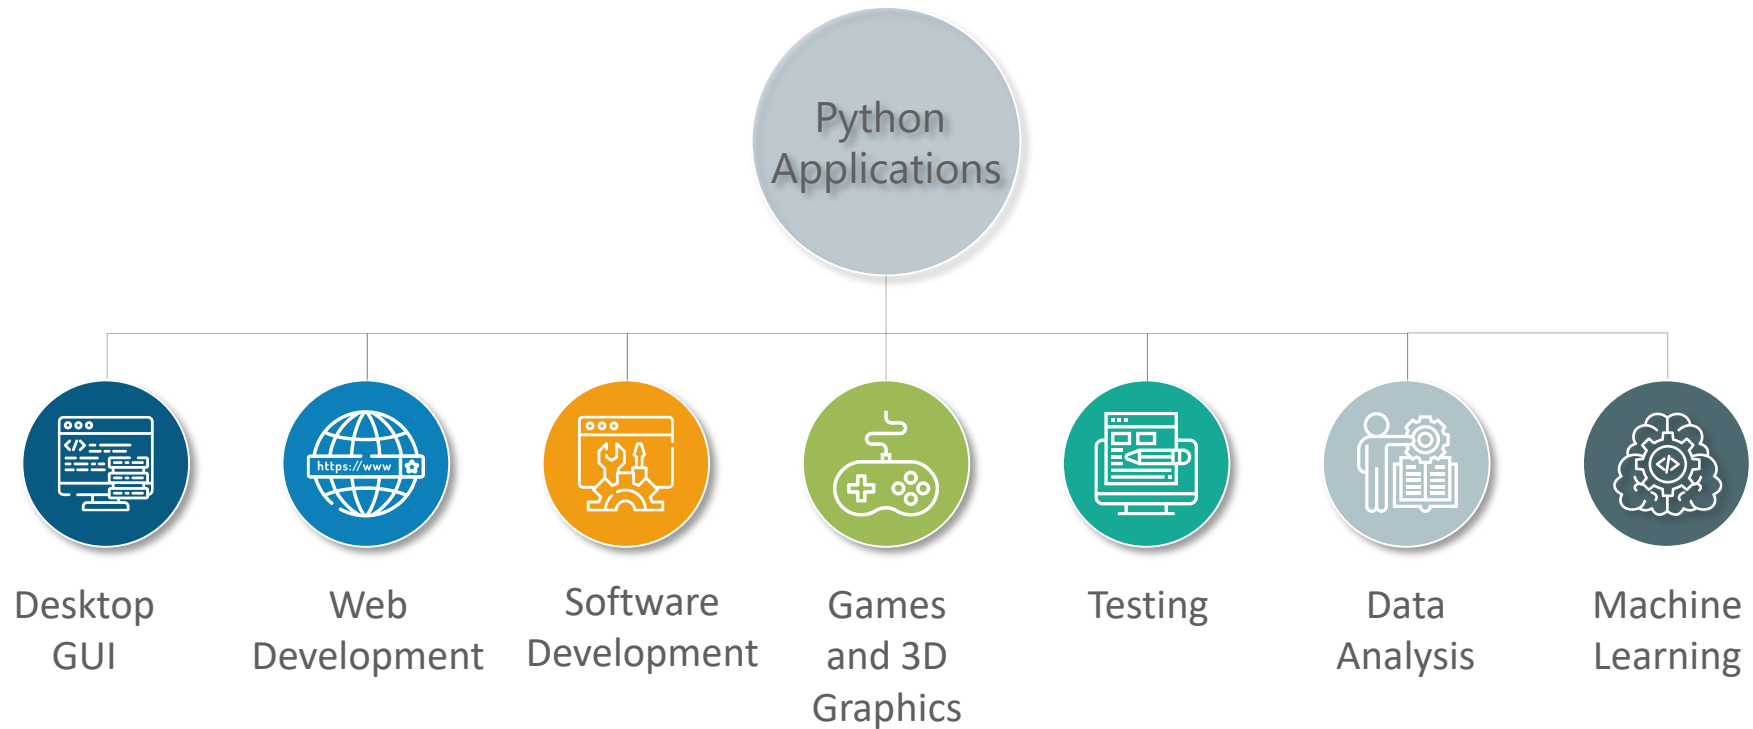 Python
Applications
</>
https://www
</>
Desktop
GUI
Web
Development
Software
Development
Games
and 3D
Graphics
Testing
Data
Analysis
Machine
Learning